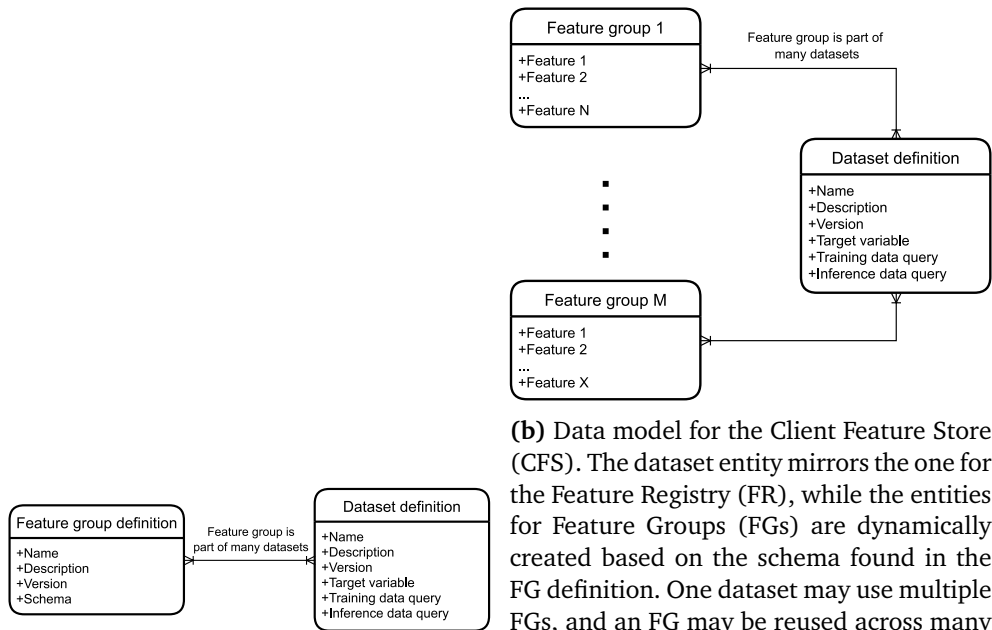 Feature group 1
+Feature 1
+Feature 2
...
+Feature N
Feature group is part of
many datasets
Dataset definition
+Name
+Description
+Version
+Target variable
+Training data query
+Inference data query
Feature group M
+Feature 1
+Feature 2
...
+Feature X
Feature group definition
+Name
+Description
+Version
+Schema
Feature group is
part of many datasets
Dataset definition
+Name
+Description
+Version
+Target variable
+Training data query
+Inference data query
(b) Data model for the Client Feature Store
(CFS). The dataset entity mirrors the one for
the Feature Registry (FR), while the entities
for Feature Groups (FGs) are dynamically
created based on the schema found in the
FG definition. One dataset may use multiple
FGs, and an FG may be reused across many